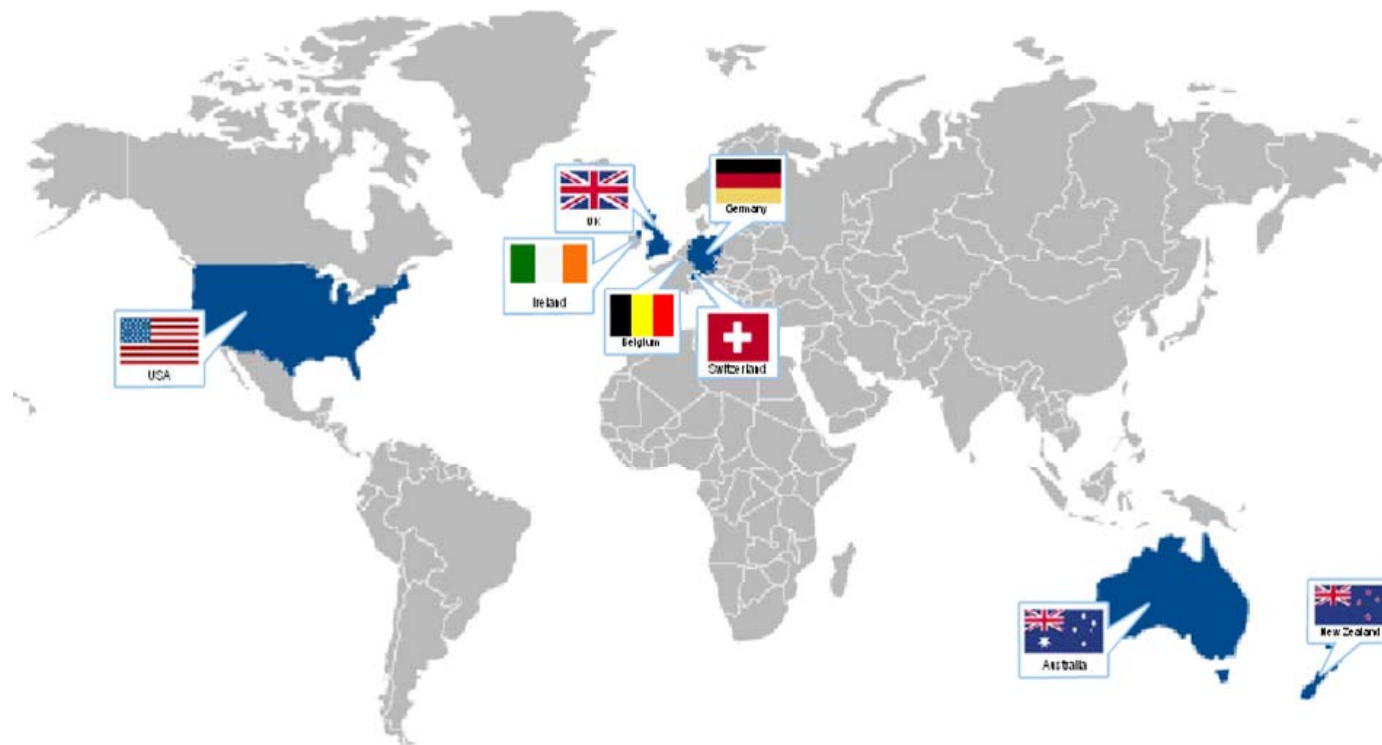 UK
Germany
Ireland
Belgium
Switzerland
USA
Australia
New Zealand